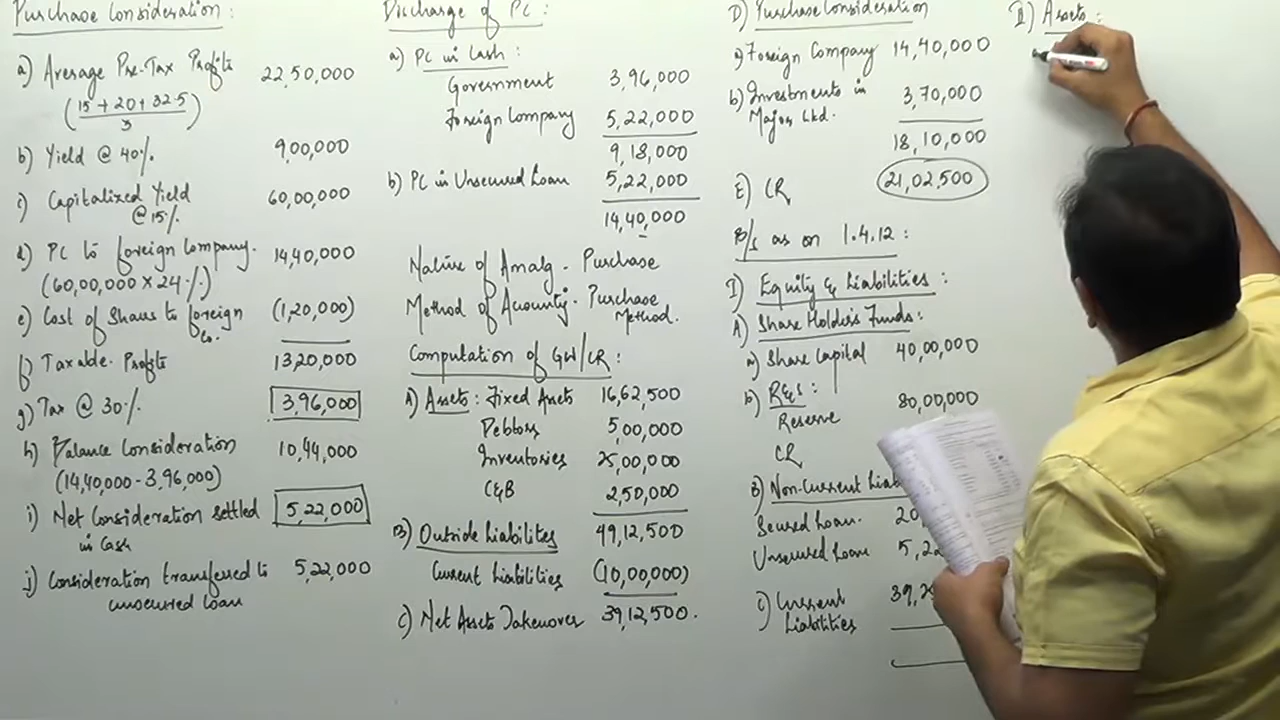 Purchase Consideration :
a) Average Pre-Tax Profits 22,50,000
(15 + 20 + 32.5
3)
b) Yield @ 40% 9,00,000
c) Capitalized Yield 60,00,000
@ 15%
d) PC to foreign Company. 14,40,000
(60,00,000 x 24%)
e) Cost of Shares to foreign (1,20,000)
Co.
f) Taxable Profits 1320,000
g) Tax @ 30% 3,96,000
h) Balance Consideration 10,44,000
(14,40,000 - 3,96,000)
i) Net Consideration settled 5,22,000
in Cash
j) Consideration transferred to 5,22,000
unsecured loan
Discharge of PC :
a) PC in Cash :
Government 3,96,000
Foreign Company 5,22,000
9,18,000
b) PC in Unsecured Loan 5,22,000
14,40,000
Nature of Amalg. Purchase
Method of Accounty. Purchase
Method.
Computation of GW/CR :
A) Assets : Fixed Assets 16,62,500
Debtors 5,00,000
Inventories 25,00,000
C&B 2,50,000
B) Outside Liabilites 49,12,500
Current Liabilities (10,00,000)
C) Net Assets Takenover 39,12,500.
D) Purchase Consideration
a) Foreign Company 14,40,000
b) Investments in 3,70,000
Major Ltd.
18,10,000
E) CR 21,02,500
B/S as on 1.4.12 :
I) Equity & Liabilities :
A) Share Holder's Funds :
a) Share Capital 40,00,000
b) R&S :
Reserve 80,00,000
CR
B) Non-Current Liab
Secured Loan. 20,
Unsecured Loan 5,22
C) Current 39,2
Liabilities
II) Assets :